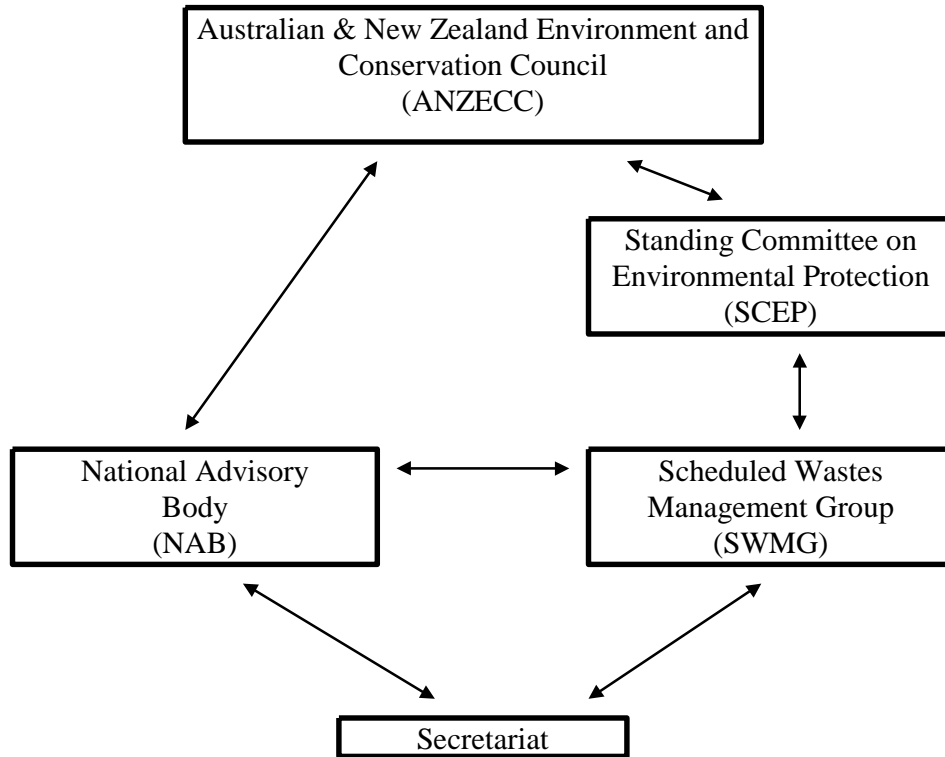 Australian & New Zealand Environment and
Conservation Council
(ANZECC)
Standing Committee on
Environmental Protection
(SCEP)
National Advisory
Body
(NAB)
Scheduled Wastes
Management Group
(SWMG)
Secretariat